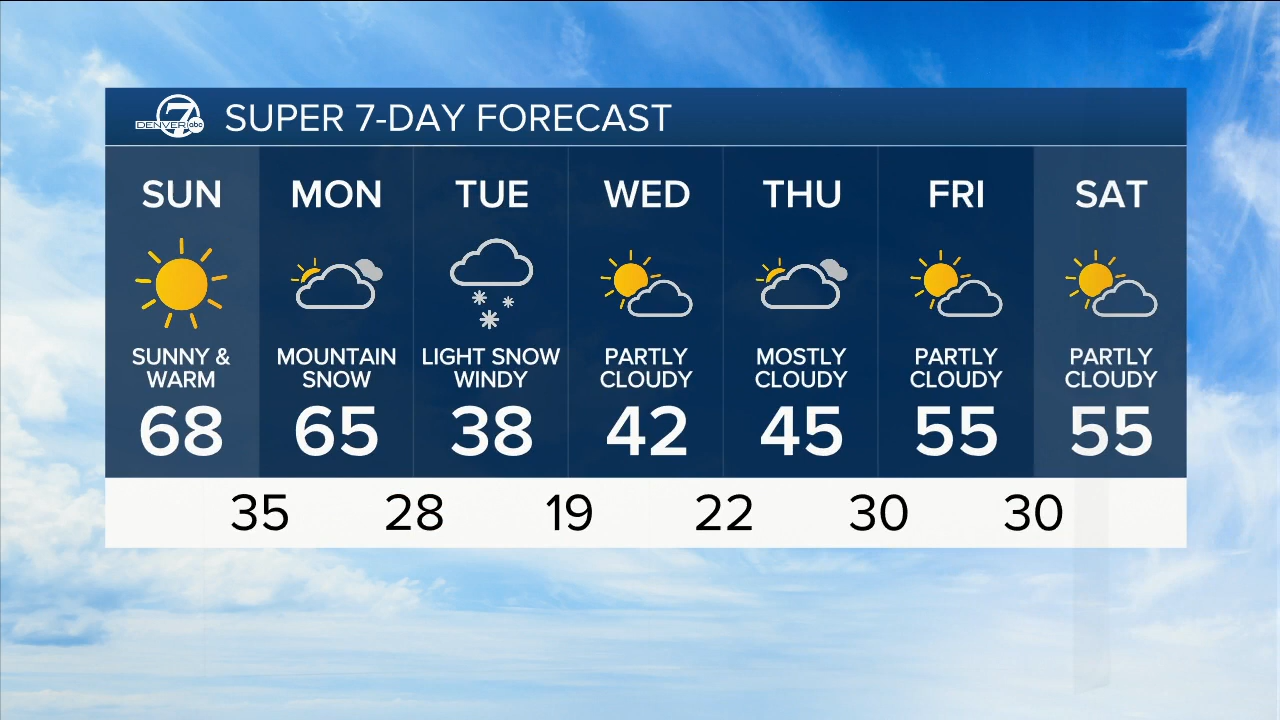 DENVER 7 abc
SUPER 7-DAY FORECAST
SUN MON TUE WED THU FRI SAT
SUNNY & MOUNTAIN LIGHT SNOW PARTLY MOSTLY PARTLY PARTLY
WARM SNOW WINDY CLOUDY CLOUDY CLOUDY CLOUDY
68 65 38 42 45 55 55
35 28 19 22 30 30